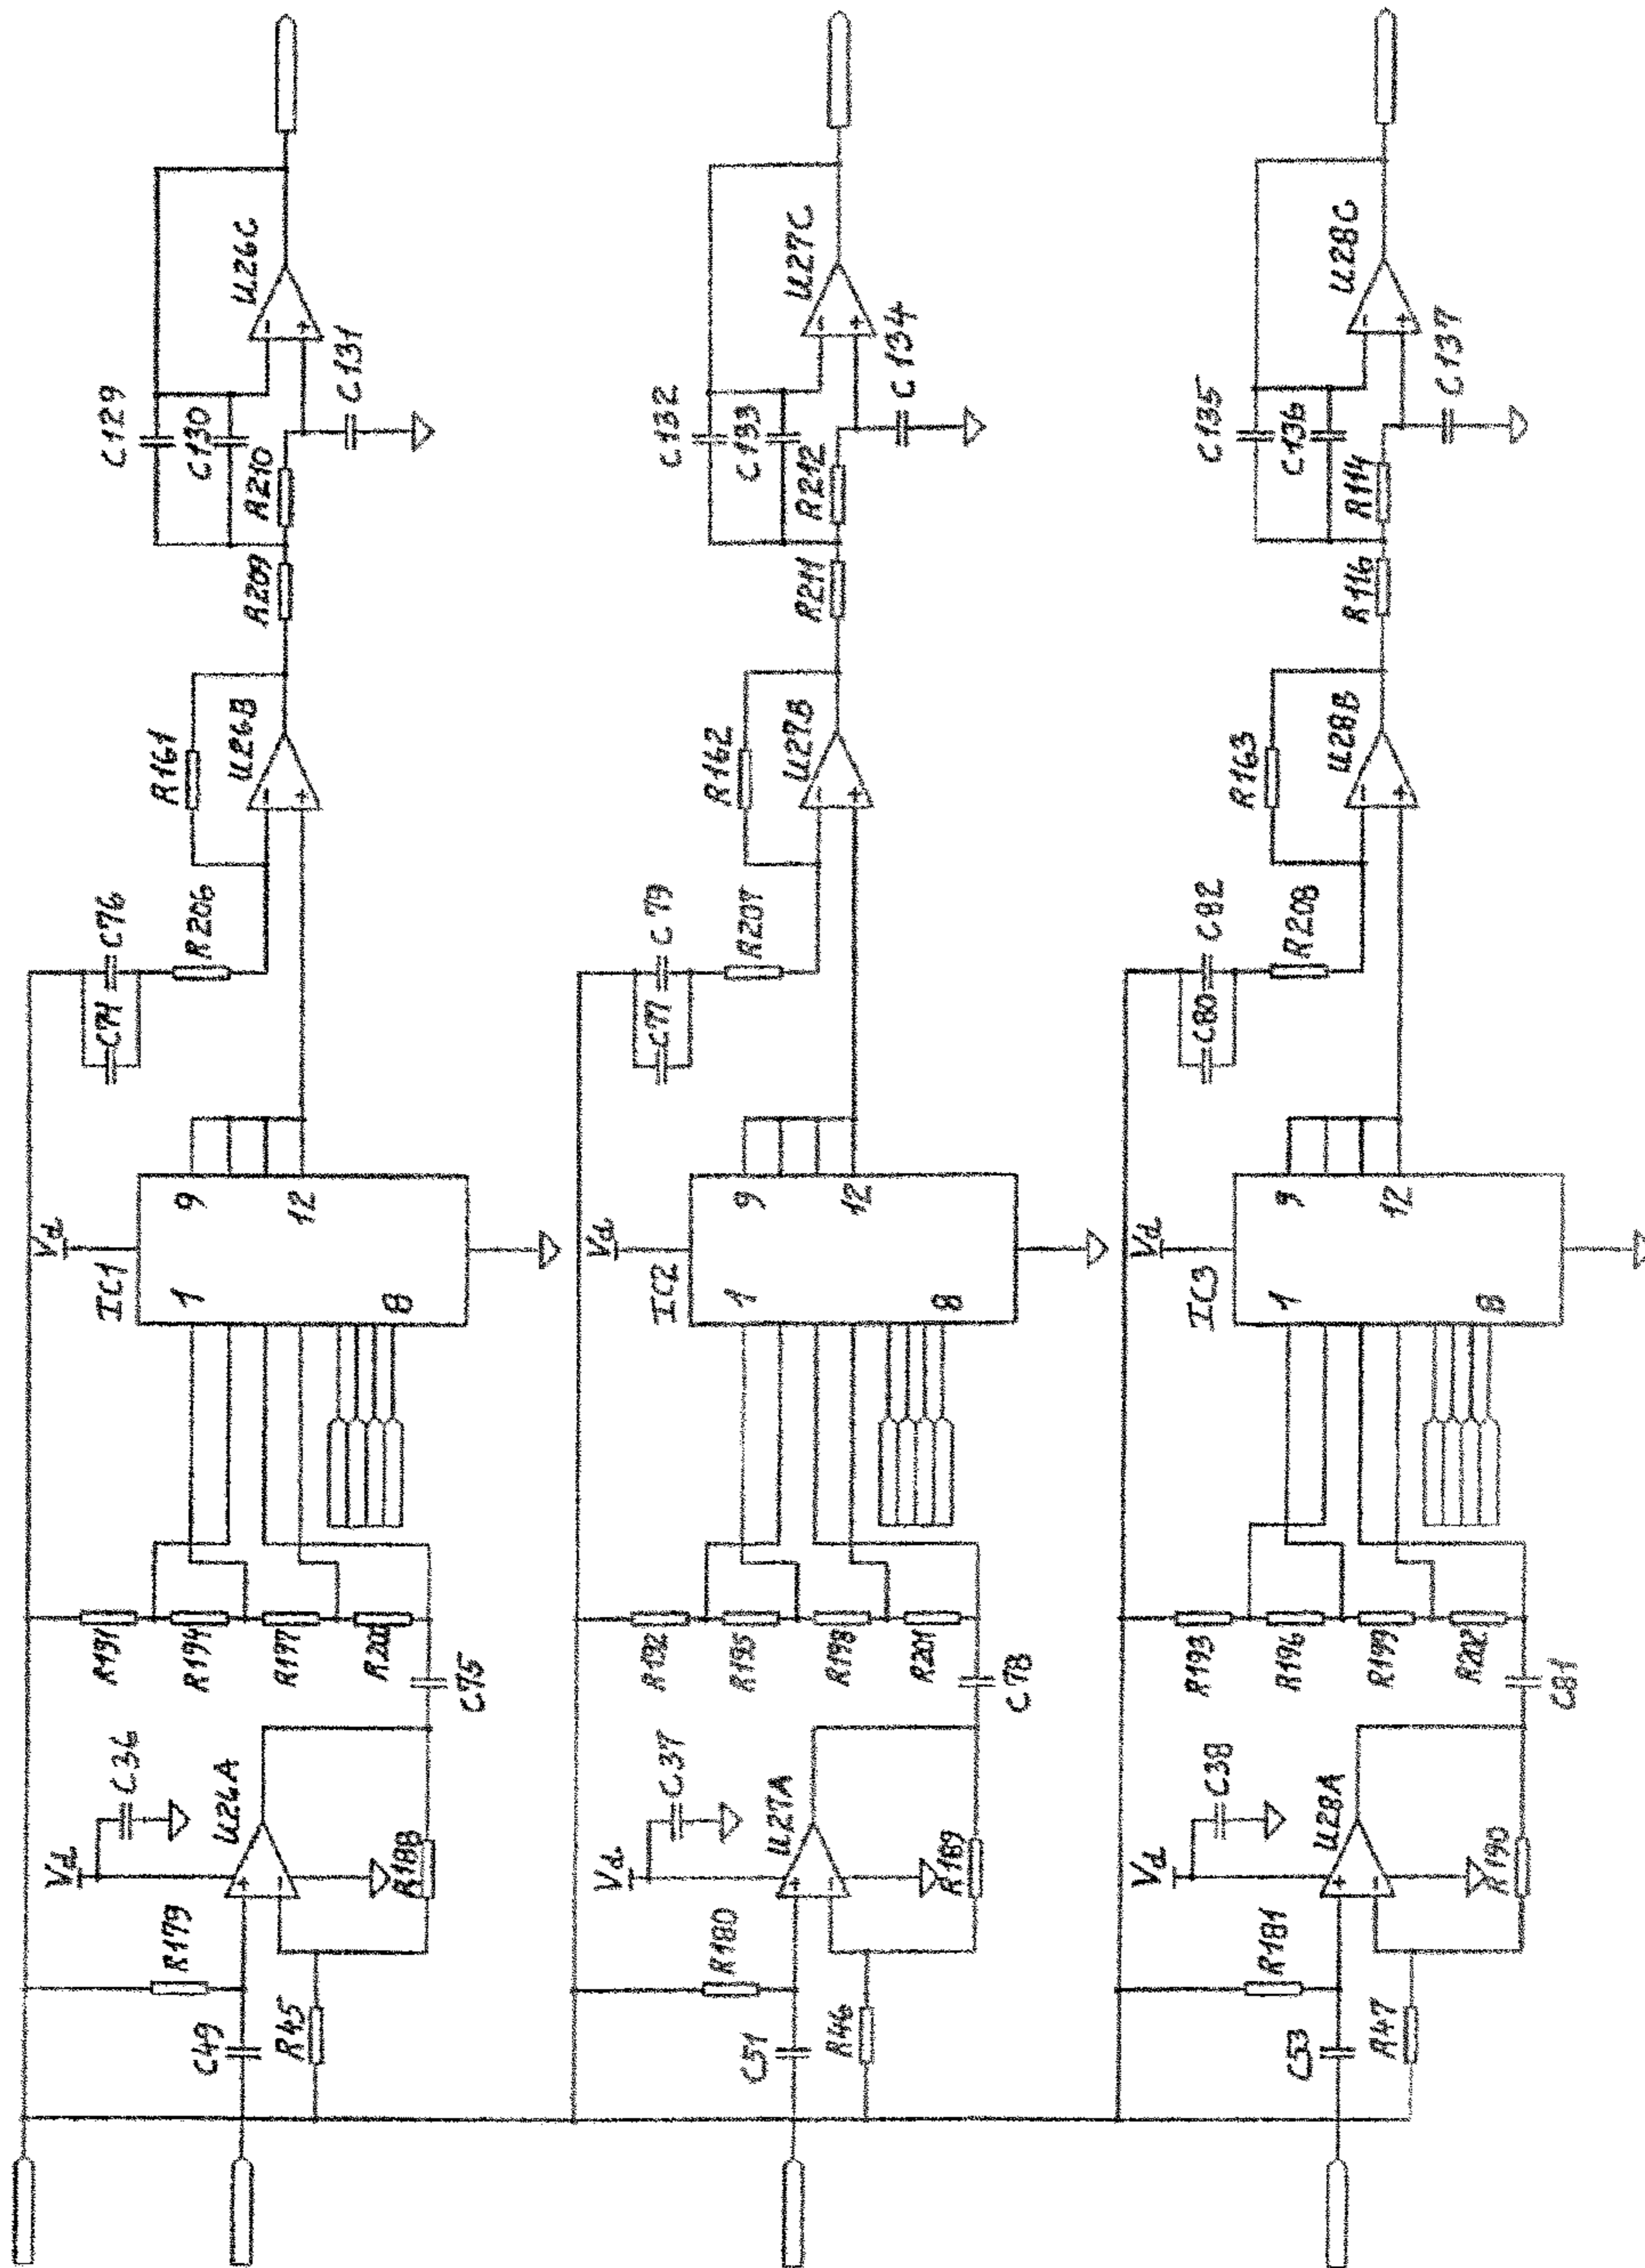 C129
C130
R210
C131
U26C
R209
R161
U26B
C76
C74
R206
Vd
IC1
9
12
1
8
R191
R194
R197
C75
Vd
C36
U26A
R188
R179
C49
R45
C132
C133
R212
C134
U27C
R211
R162
U27B
C79
C77
R207
Vd
IC2
9
12
1
8
R192
R195
R198
R201
C78
Vd
C37
U27A
R189
R180
C51
R46
C135
C136
R114
C137
U28C
R116
R163
U28B
C82
C80
R208
Vd
IC3
9
12
1
8
R193
R196
R199
R202
C81
Vd
C38
U28A
R190
R181
C53
R47